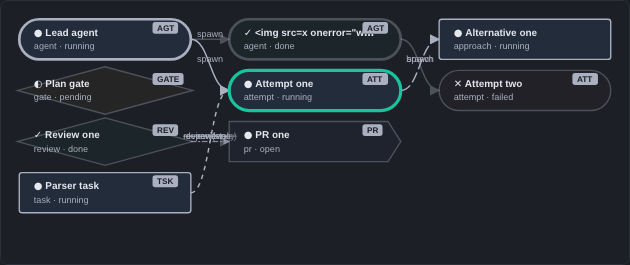 ● Lead agent AGT
agent · running
spawn
spawn
✓ <img src=x onerror="w… AGT
agent · done
● Alternative one
approach · running
◐ Plan gate GATE
gate · pending
● Attempt one ATT
attempt · running
✕ Attempt two ATT
attempt · failed
✓ Review one REV
review · done
● PR one PR
pr · open
● Parser task TSK
task · running